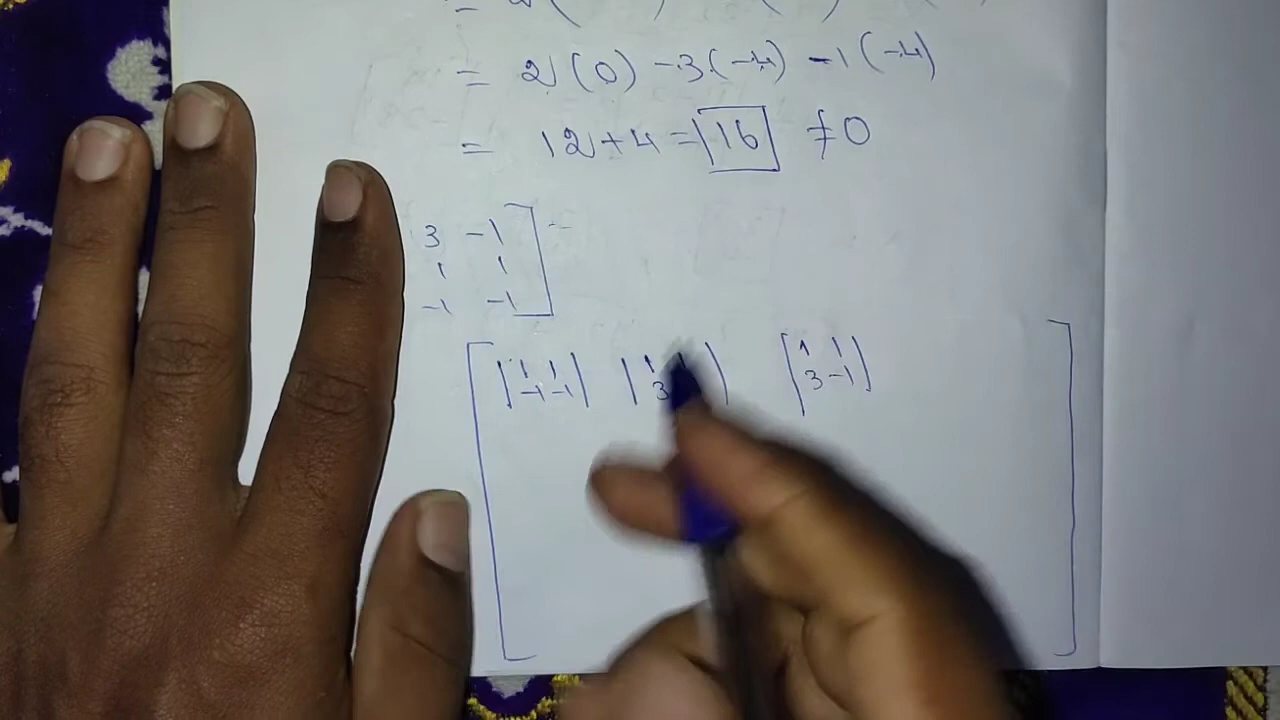 = 2(0) -3(-4) -1(-4)
= 12+4 = 16 ≠0
3 -1
1 1
-1 -1
1 1 1 1 1
-1 -1 3 3 -1